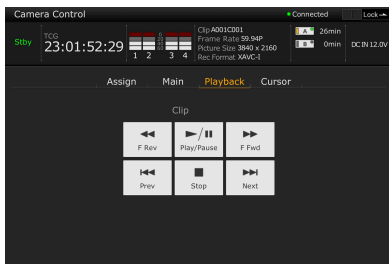 Camera Control
Connected
Lock
Stby
TCG
23:01:52:29
0
1 2 3 4
Clip A001C001
Frame Rate 59.94P
Picture Size 3840 x 2160
Rec Format XAVC-I
A 26min
B 0min
DC IN 12.0V
Assign Main Playback Cursor
Clip
F Rev Play/Pause F Fwd
Prev Stop Next